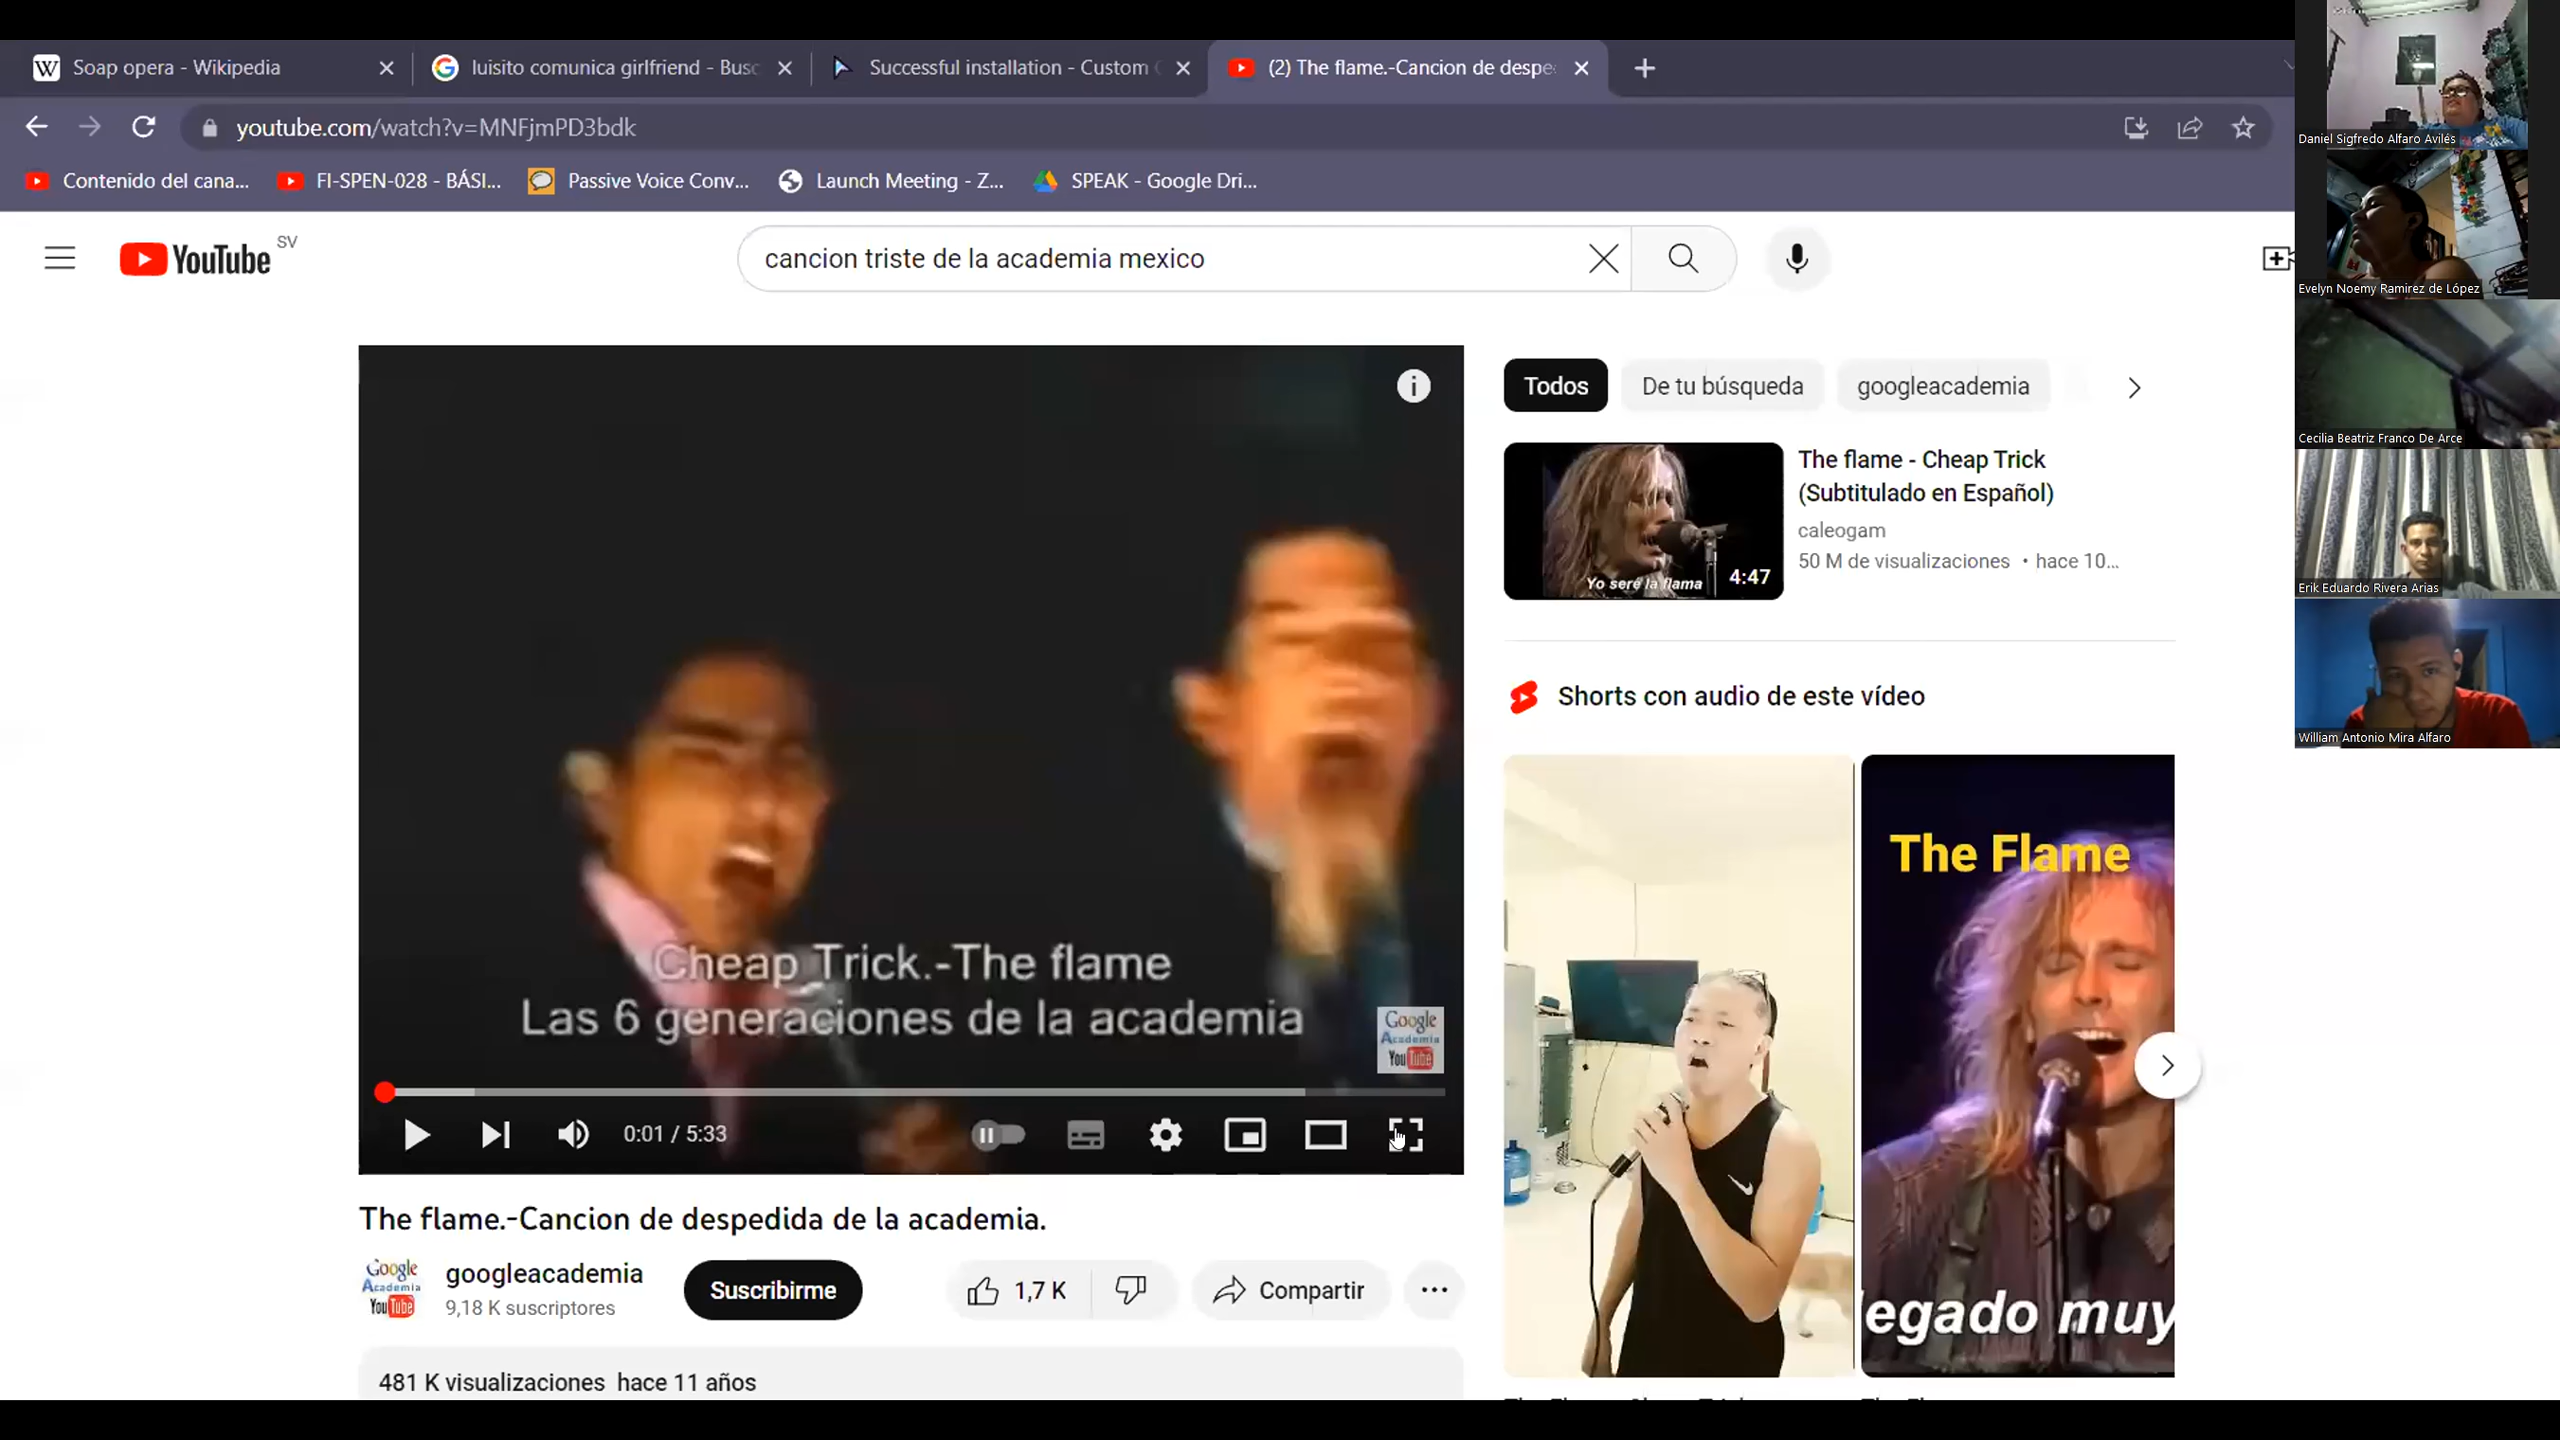 Soap opera - Wikipedia
luisito comunica girlfriend - Busc
Successful installation - Custom C
(2) The flame.-Cancion de despe
youtube.com/watch?v=MNFjmPD3bdk
Contenido del cana...
FI-SPEN-028 - BÁSI...
Passive Voice Conv...
Launch Meeting - Z...
SPEAK - Google Dri...
YouTube SV
cancion triste de la academia mexico
Cheap Trick.-The flame
Las 6 generaciones de la academia
Google
Academia
YouTube
0:01 / 5:33
The flame.-Cancion de despedida de la academia.
Google
Academia
YouTube
googleacademia
9,18 K suscriptores
Suscribirme
1,7 K
Compartir
481 K visualizaciones hace 11 años
Todos
De tu búsqueda
googleacademia
Yo seré la flama
4:47
The flame - Cheap Trick
(Subtitulado en Español)
caleogam
50 M de visualizaciones • hace 10...
Shorts con audio de este vídeo
The Flame
legado muy
Daniel Sigfredo Alfaro Avilés
Evelyn Noemy Ramirez de López
Cecilia Beatriz Franco De Arce
Erik Eduardo Rivera Arias
William Antonio Mira Alfaro